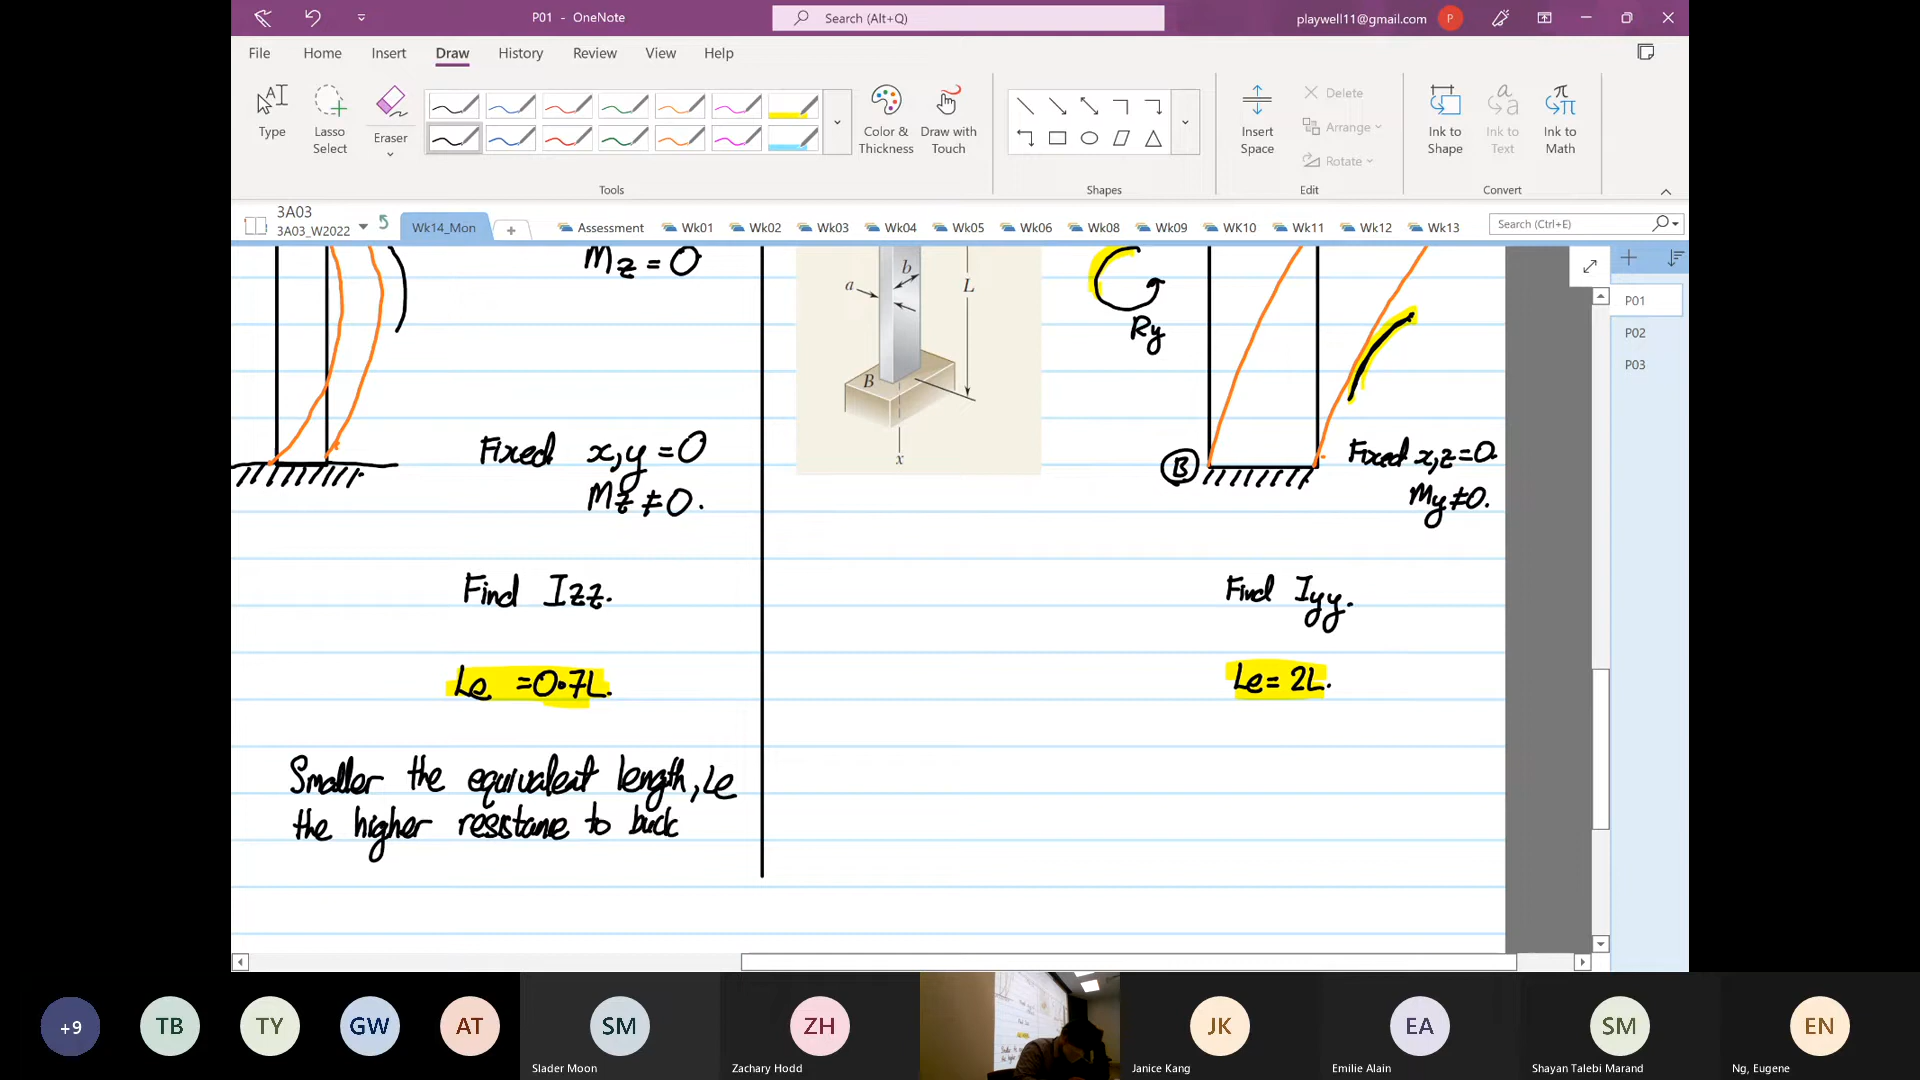 P01 - OneNote
Search (Alt+Q)
playwell11@gmail.com
P
File
Home
Insert
Draw
History
Review
View
Help
Type
Lasso
Select
Eraser
Color &
Thickness
Draw with
Touch
Insert
Space
Delete
Arrange
Rotate
Ink to
Shape
Ink to
Text
Ink to
Math
Tools
Shapes
Edit
Convert
3A03
3A03_W2022
Wk14_Mon
Assessment
Wk01
Wk02
Wk03
Wk04
Wk05
Wk06
Wk08
Wk09
WK10
Wk11
Wk12
Wk13
Search (Ctrl+E)
P01
P02
P03
Mz = 0
Fixed x,y = 0
Mz ≠ 0.
Find Izz.
Le = 0.7L.
Smaller the equivalent length, Le
the higher resistance to buck
a
b
L
B
x
Ry
B
Fixed x,z = 0.
My ≠ 0.
Find Iyy.
Le = 2L.
+9
TB
TY
GW
AT
SM
Slader Moon
ZH
Zachary Hodd
JK
Janice Kang
EA
Emilie Alain
SM
Shayan Talebi Marand
EN
Ng, Eugene